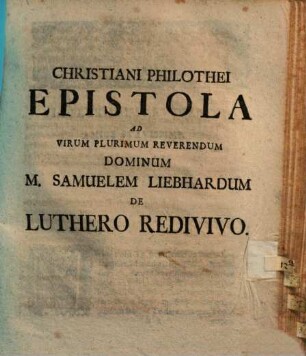 CHRISTIANI PHILOTHEI
EPISTOLA
AD
VIRUM PLURIMUM REVERENDUM
DOMINUM
M. SAMUELEM LIEBHARDUM
DE
LUTHERO REDIVIVO.